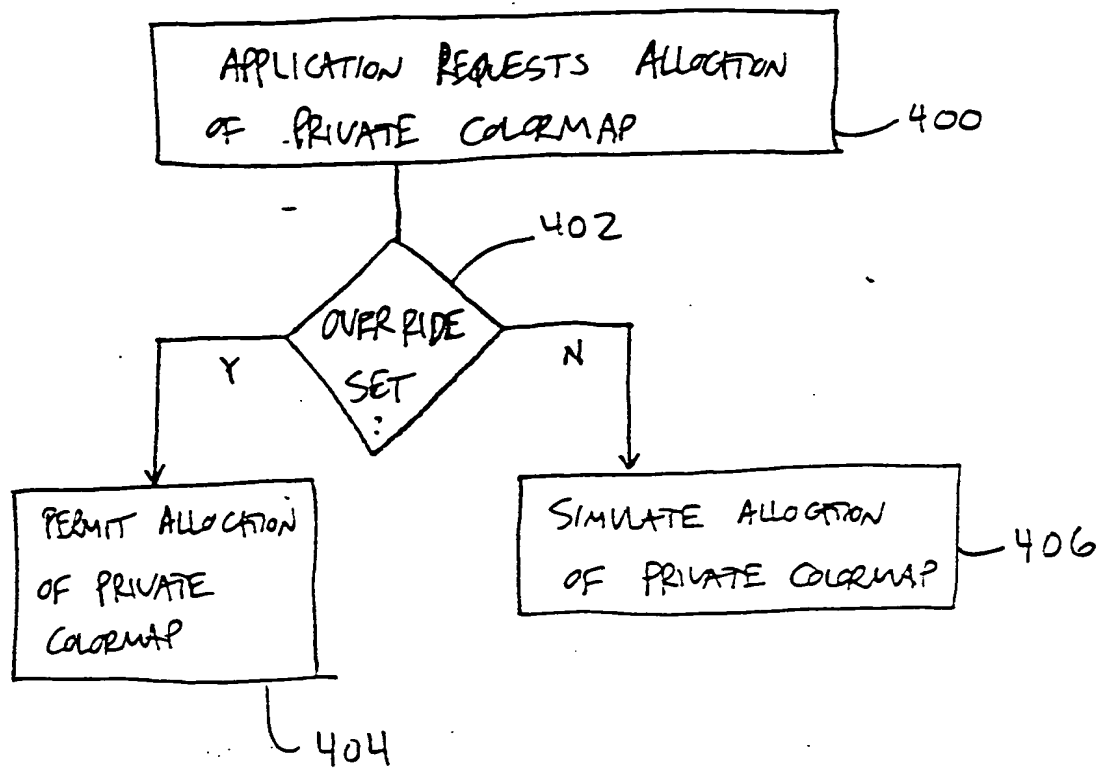 APPLICATION REQUESTS ALLOCATION
OF PRIVATE COLORMAP
400
402
OVERRIDE
SET
?
Y
N
PERMIT ALLOCATION
OF PRIVATE
COLORMAP
404
SIMULATE ALLOCATION
OF PRIVATE COLORMAP
406